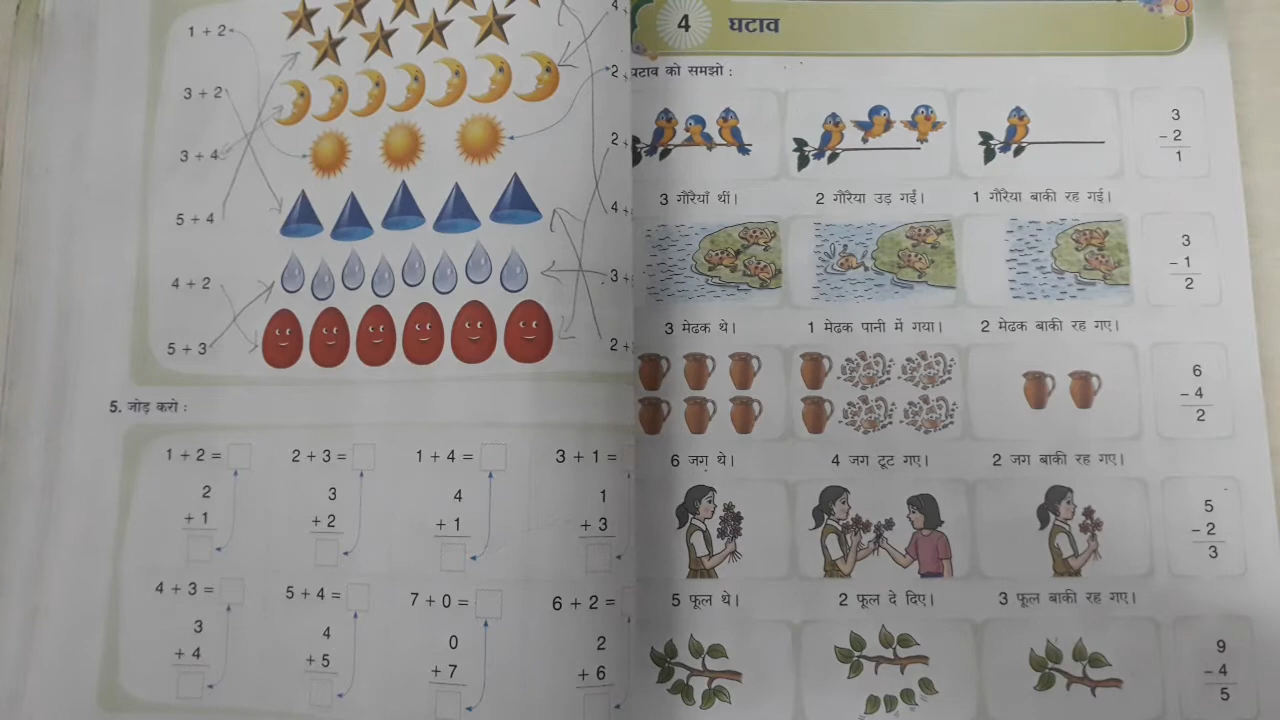 1 + 2
3 + 2
3 + 4
5 + 4
4 + 2
5 + 3
4
2 +
2
4 +
3 +
2 +
5. जोड़ करो :
1 + 2 =
2 + 3 =
1 + 4 =
3 + 1 =
2
+ 1
3
+ 2
4
+ 1
1
+ 3
4 + 3 =
5 + 4 =
7 + 0 =
6 + 2 =
3
+ 4
4
+ 5
0
+ 7
2
+ 6
4 घटाव
घटाव को समझो :
3
– 2
1
3 गौरैयाँ थीं। 2 गौरैया उड़ गईं। 1 गौरैया बाकी रह गई।
3
– 1
2
3 मेढक थे। 1 मेढक पानी में गया। 2 मेढक बाकी रह गए।
6
– 4
2
6 जग थे। 4 जग टूट गए। 2 जग बाकी रह गए।
5
– 2
3
5 फूल थे। 2 फूल दे दिए। 3 फूल बाकी रह गए।
9
– 4
5